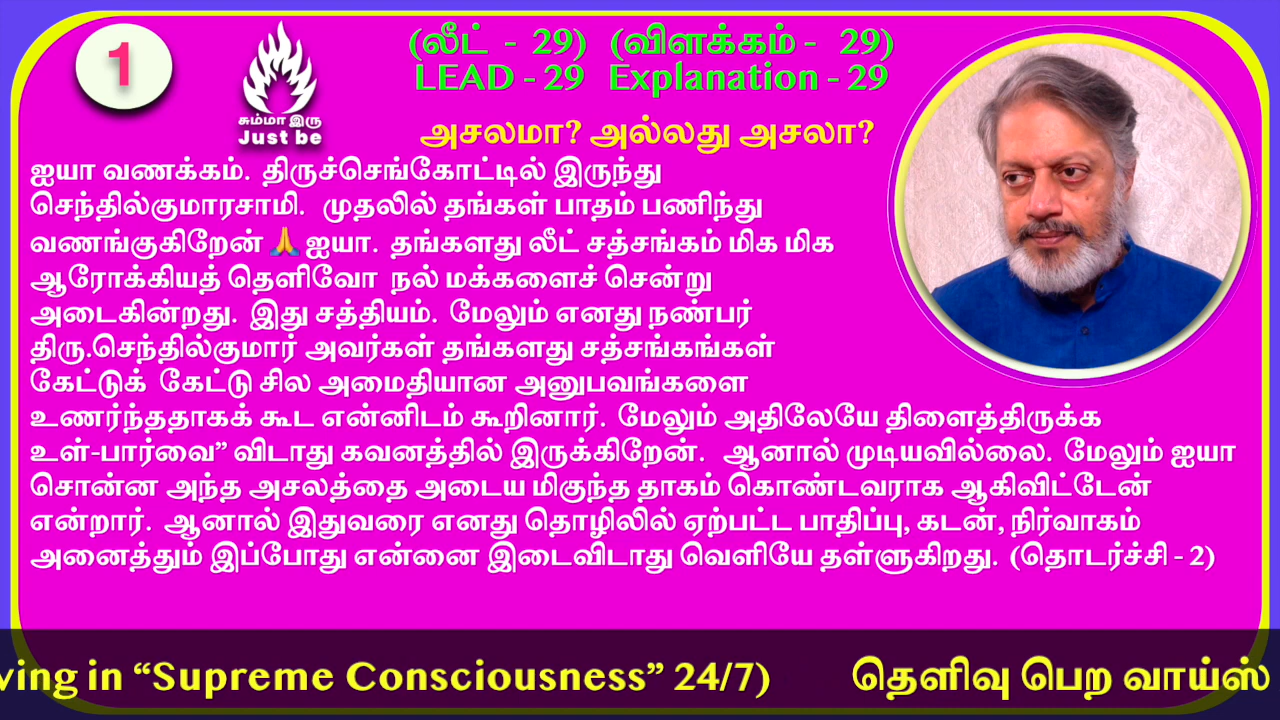 1
சும்மா இரு
Just be
(லீட் - 29) (விளக்கம் - 29)
LEAD - 29 Explanation - 29
அசலமா? அல்லது அசலா?
ஐயா வணக்கம். திருச்செங்கோட்டில் இருந்து
செந்தில்குமாரசாமி. முதலில் தங்கள் பாதம் பணிந்து
வணங்குகிறேன் 🙏 ஐயா. தங்களது லீட் சத்சங்கம் மிக மிக
ஆரோக்கியத் தெளிவோ நல் மக்களைச் சென்று
அடைகின்றது. இது சத்தியம். மேலும் எனது நண்பர்
திரு.செந்தில்குமார் அவர்கள் தங்களது சத்சங்கங்கள்
கேட்டுக் கேட்டு சில அமைதியான அனுபவங்களை
உணர்ந்ததாகக் கூட என்னிடம் கூறினார். மேலும் அதிலேயே திளைத்திருக்க
உள்-பார்வை” விடாது கவனத்தில் இருக்கிறேன். ஆனால் முடியவில்லை. மேலும் ஐயா
சொன்ன அந்த அசலத்தை அடைய மிகுந்த தாகம் கொண்டவராக ஆகிவிட்டேன்
என்றார். ஆனால் இதுவரை எனது தொழிலில் ஏற்பட்ட பாதிப்பு, கடன், நிர்வாகம்
அனைத்தும் இப்போது என்னை இடைவிடாது வெளியே தள்ளுகிறது. (தொடர்ச்சி - 2)
ving in “Supreme Consciousness” 24/7) தெளிவு பெற வாய்ஸ்